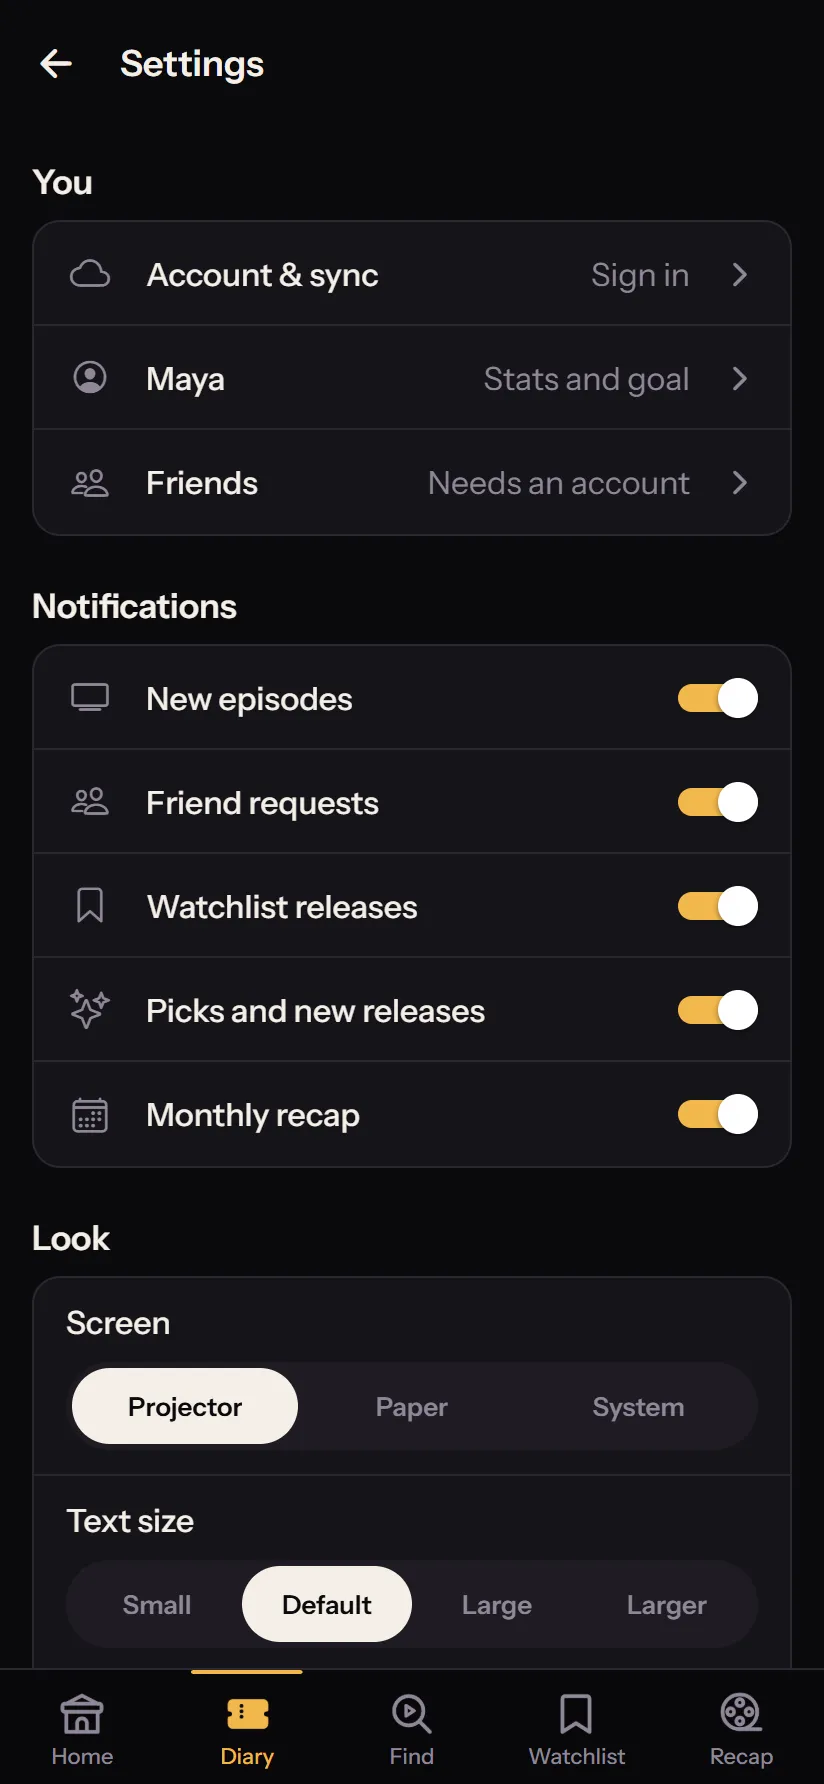 Settings
You
Account & sync Sign in
Maya Stats and goal
Friends Needs an account
Notifications
New episodes
Friend requests
Watchlist releases
Picks and new releases
Monthly recap
Look
Screen
Projector Paper System
Text size
Small Default Large Larger
Home Diary Find Watchlist Recap